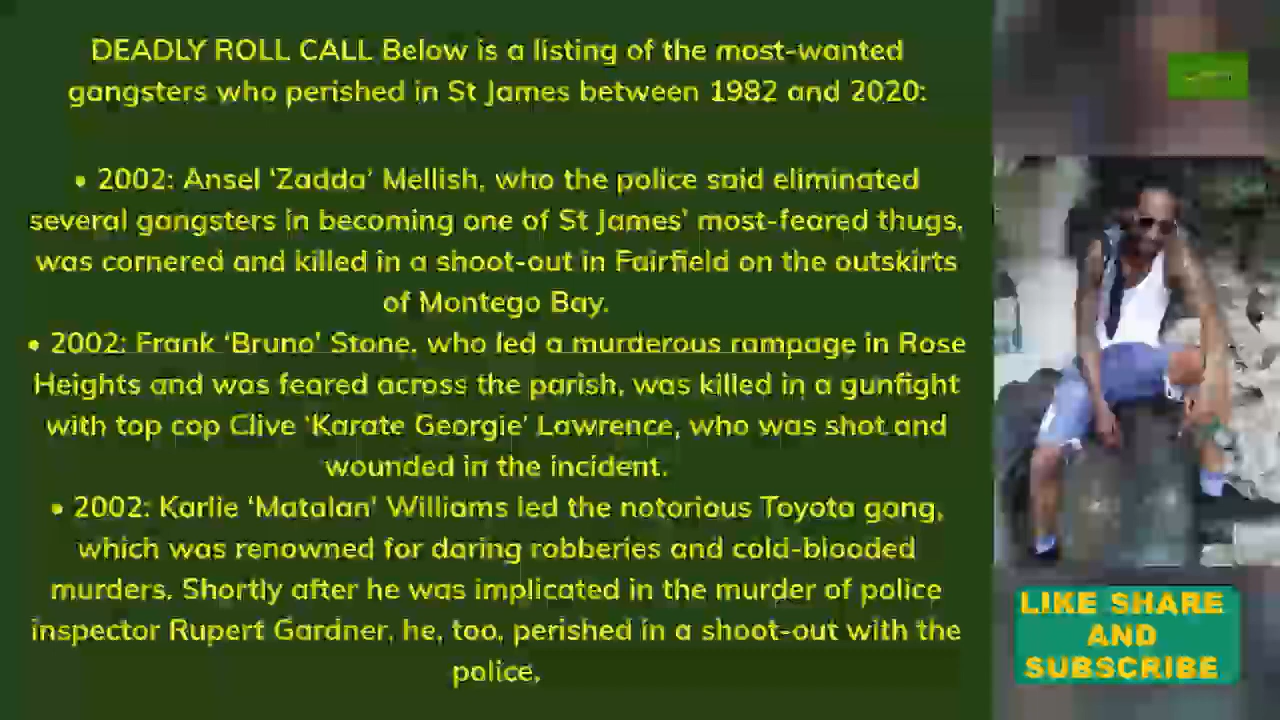 DEADLY ROLL CALL Below is a listing of the most-wanted
gangsters who perished in St James between 1982 and 2020:
• 2002: Ansel ‘Zadda’ Mellish, who the police said eliminated
several gangsters in becoming one of St James’ most-feared thugs,
was cornered and killed in a shoot-out in Fairfield on the outskirts
of Montego Bay.
• 2002: Frank ‘Bruno’ Stone, who led a murderous rampage in Rose
Heights and was feared across the parish, was killed in a gunfight
with top cop Clive ‘Karate Georgie’ Lawrence, who was shot and
wounded in the incident.
• 2002: Karlie ‘Matalan’ Williams led the notorious Toyota gang,
which was renowned for daring robberies and cold-blooded
murders. Shortly after he was implicated in the murder of police
inspector Rupert Gardner, he, too, perished in a shoot-out with the
police.
LIKE SHARE
AND
SUBSCRIBE